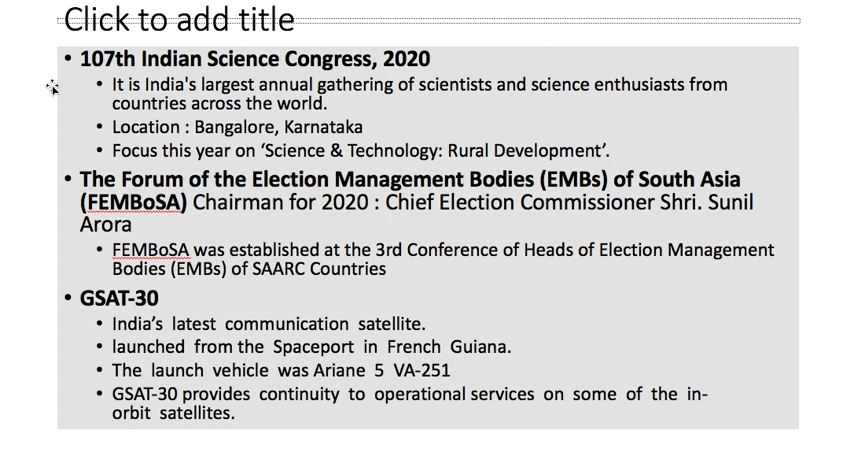 Click to add title
• 107th Indian Science Congress, 2020
• It is India's largest annual gathering of scientists and science enthusiasts from
countries across the world.
• Location : Bangalore, Karnataka
• Focus this year on ‘Science & Technology: Rural Development’.
• The Forum of the Election Management Bodies (EMBs) of South Asia
(FEMBoSA) Chairman for 2020 : Chief Election Commissioner Shri. Sunil
Arora
• FEMBoSA was established at the 3rd Conference of Heads of Election Management
Bodies (EMBs) of SAARC Countries
• GSAT-30
• India’s latest communication satellite.
• launched from the Spaceport in French Guiana.
• The launch vehicle was Ariane 5 VA-251
• GSAT-30 provides continuity to operational services on some of the in-
orbit satellites.